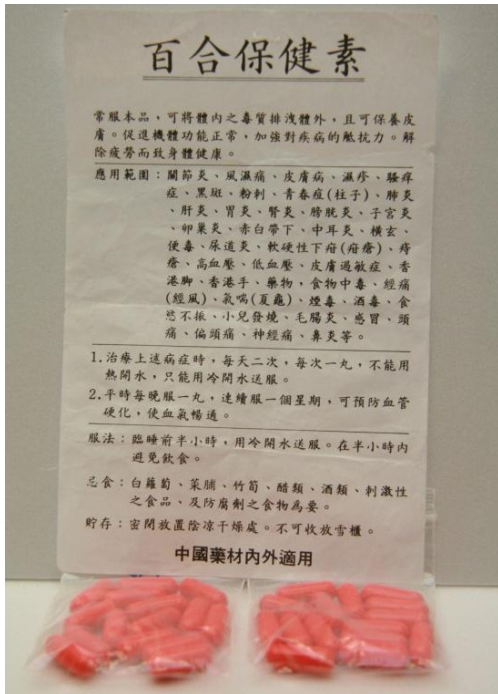 百合保健素
常服本品，可將體內之毒質排洩體外，且可保養皮
膚。促進機體功能正常，加強對疾病的觝抗力。解
除疲勞而致身體健康。
應用範圍：關節炎、風濕痛、皮膚病、濕疹、騷痒
症、黑斑、粉刺、青春痘(柱子)、肺炎
、肝炎、胃炎、腎炎、膀胱炎、子宮炎
、卵巢炎、赤白帶下、中耳炎、橫玄、
便毒、尿道炎、軟硬性下疳(疳瘡)、痔
瘡、高血壓、低血壓、皮膚過敏症、香
港脚、香港手、藥物，食物中毒、經痛
(經風)、氣喘(夏龜)、煙毒、酒毒、食
慾不振、小兒發燒、毛腸炎、感冒、頭
痛、偏頭痛、神經痛、鼻炎等。
1.治療上述病症時，每天二次，每次一丸，不能用
熱開水，只能用冷開水送服。
2.平時每晚服一丸，連續服一個星期，可預防血管
硬化，使血氣暢通。
服法：臨睡前半小時，用冷開水送服。在半小時內
避免飲食。
忌食：白蘿蔔、菜脯、竹筍、醋類、酒類、刺激性
之食品、及防腐劑之食物為要。
貯存：密閉放置陰凉干燥處。不可收放雪櫃。
中國藥材內外適用